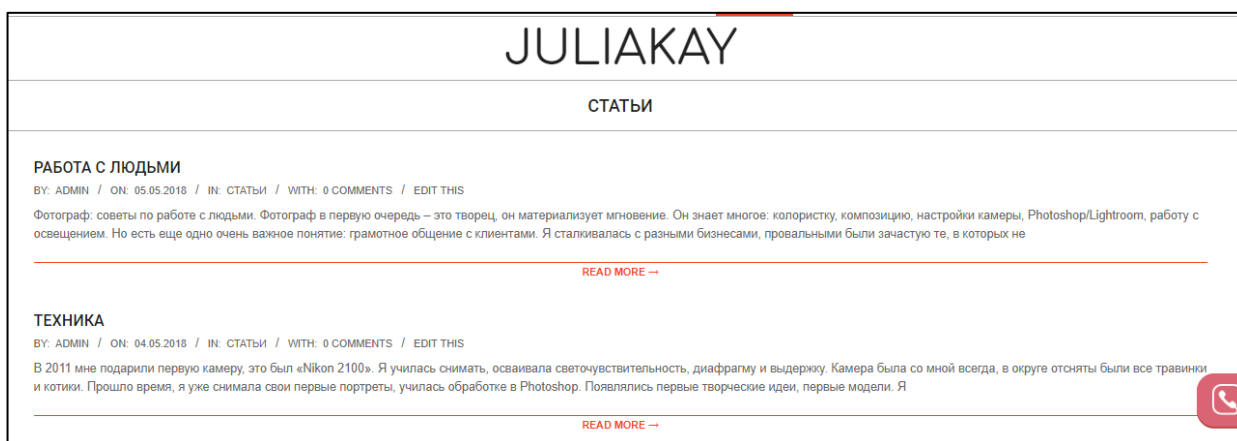 JULIAKAY
СТАТЬИ
РАБОТА С ЛЮДЬМИ
BY: ADMIN / ON: 05.05.2018 / IN: СТАТЬИ / WITH: 0 COMMENTS / EDIT THIS
Фотограф: советы по работе с людьми. Фотограф в первую очередь – это творец, он материализует мгновение. Он знает многое: колористку, композицию, настройки камеры, Photoshop/Lightroom, работу с
освещением. Но есть еще одно очень важное понятие: грамотное общение с клиентами. Я сталкивалась с разными бизнесами, провальными были зачастую те, в которых не
READ MORE →
ТЕХНИКА
BY: ADMIN / ON: 04.05.2018 / IN: СТАТЬИ / WITH: 0 COMMENTS / EDIT THIS
В 2011 мне подарили первую камеру, это был «Nikon 2100». Я училась снимать, осваивала светочувствительность, диафрагму и выдержку. Камера была со мной всегда, в округе отсняты были все травинки
и котики. Прошло время, я уже снимала свои первые портреты, училась обработке в Photoshop. Появлялись первые творческие идеи, первые модели. Я
READ MORE →